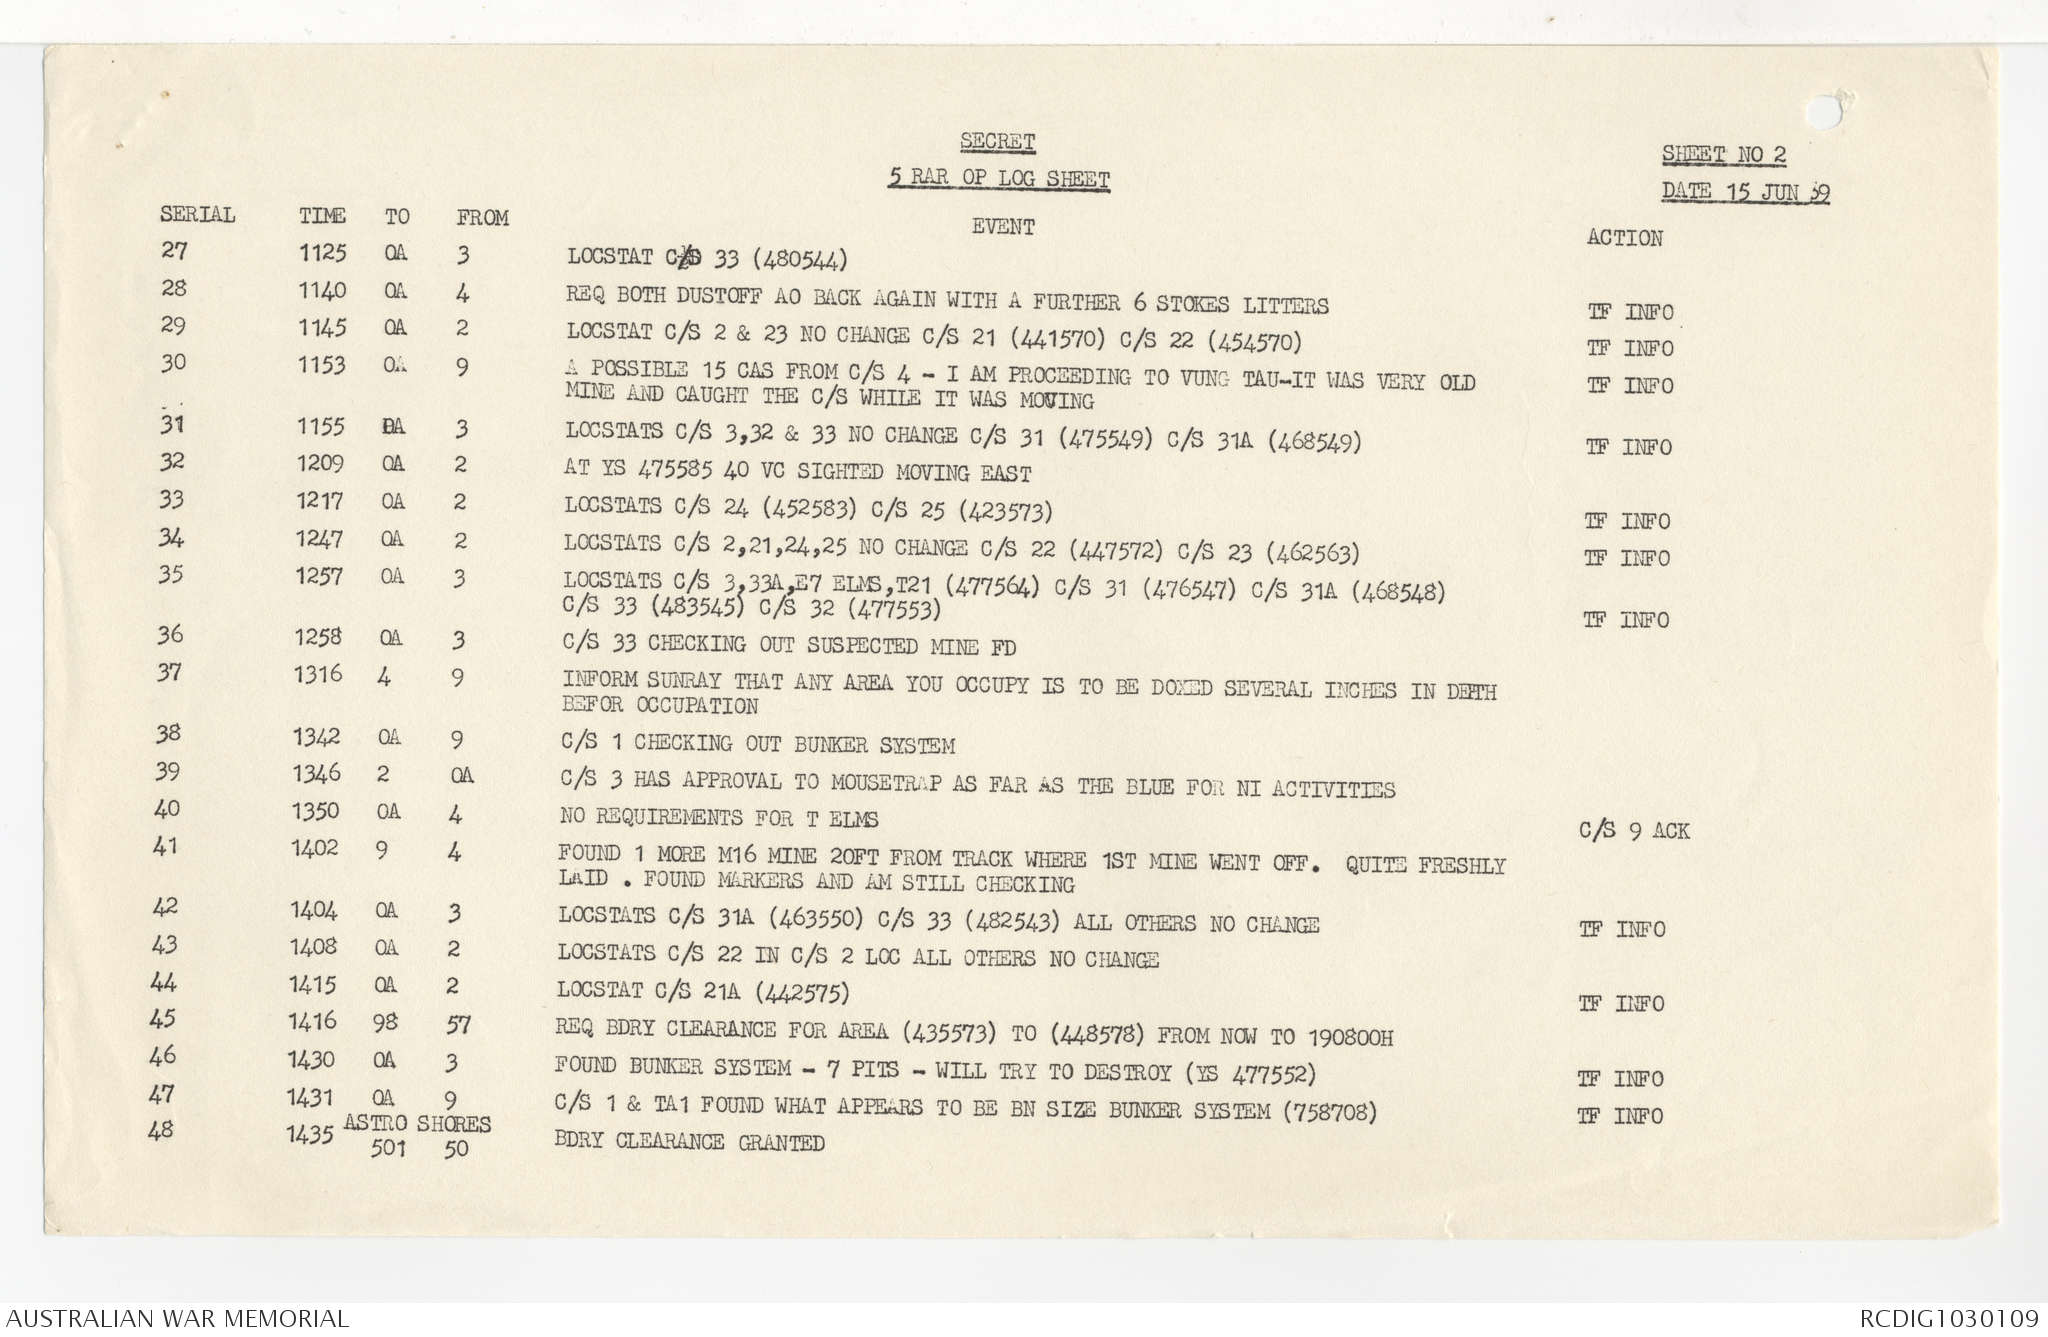 SECRET
5 RAR OP LOG SHEET
SHEET NO 2
DATE 15 JUN 39
SERIAL TIME TO FROM EVENT ACTION
27 1125 OA 3 LOCSTAT C/S 33 (480544)
28 1140 OA 4 REQ BOTH DUSTOFF AO BACK AGAIN WITH A FURTHER 6 STOKES LITTERS TF INFO
29 1145 OA 2 LOCSTAT C/S 2 & 23 NO CHANGE C/S 21 (441570) C/S 22 (454570) TF INFO
30 1153 OA 9 A POSSIBLE 15 CAS FROM C/S 4 - I AM PROCEEDING TO VUNG TAU-IT WAS VERY OLD TF INFO
MINE AND CAUGHT THE C/S WHILE IT WAS MOVING
31 1155 OA 3 LOCSTATS C/S 3,32 & 33 NO CHANGE C/S 31 (475549) C/S 31A (468549) TF INFO
32 1209 OA 2 AT YS 475585 40 VC SIGHTED MOVING EAST
33 1217 OA 2 LOCSTATS C/S 24 (452583) C/S 25 (423573) TF INFO
34 1247 OA 2 LOCSTATS C/S 2,21,24,25 NO CHANGE C/S 22 (447572) C/S 23 (462563) TF INFO
35 1257 OA 3 LOCSTATS C/S 3,33A,E7 ELMS,T21 (477564) C/S 31 (476547) C/S 31A (468548)
C/S 33 (483545) C/S 32 (477553) TF INFO
36 1258 OA 3 C/S 33 CHECKING OUT SUSPECTED MINE FD
37 1316 4 9 INFORM SUNRAY THAT ANY AREA YOU OCCUPY IS TO BE DOZED SEVERAL INCHES IN DEPTH
BEFOR OCCUPATION
38 1342 OA 9 C/S 1 CHECKING OUT BUNKER SYSTEM
39 1346 2 OA C/S 3 HAS APPROVAL TO MOUSETRAP AS FAR AS THE BLUE FOR NI ACTIVITIES
40 1350 OA 4 NO REQUIREMENTS FOR T ELMS C/S 9 ACK
41 1402 9 4 FOUND 1 MORE M16 MINE 20FT FROM TRACK WHERE 1ST MINE WENT OFF. QUITE FRESHLY
LAID . FOUND MARKERS AND AM STILL CHECKING
42 1404 OA 3 LOCSTATS C/S 31A (463550) C/S 33 (482543) ALL OTHERS NO CHANGE TF INFO
43 1408 OA 2 LOCSTATS C/S 22 IN C/S 2 LOC ALL OTHERS NO CHANGE
44 1415 OA 2 LOCSTAT C/S 21A (442575) TF INFO
45 1416 98 57 REQ BDRY CLEARANCE FOR AREA (435573) TO (448578) FROM NOW TO 190800H
46 1430 OA 3 FOUND BUNKER SYSTEM - 7 PITS - WILL TRY TO DESTROY (YS 477552) TF INFO
47 1431 OA 9 C/S 1 & TA1 FOUND WHAT APPEARS TO BE BN SIZE BUNKER SYSTEM (758708) TF INFO
ASTRO SHORES
48 1435 501 50 BDRY CLEARANCE GRANTED
AUSTRALIAN WAR MEMORIAL RCDIG1030109